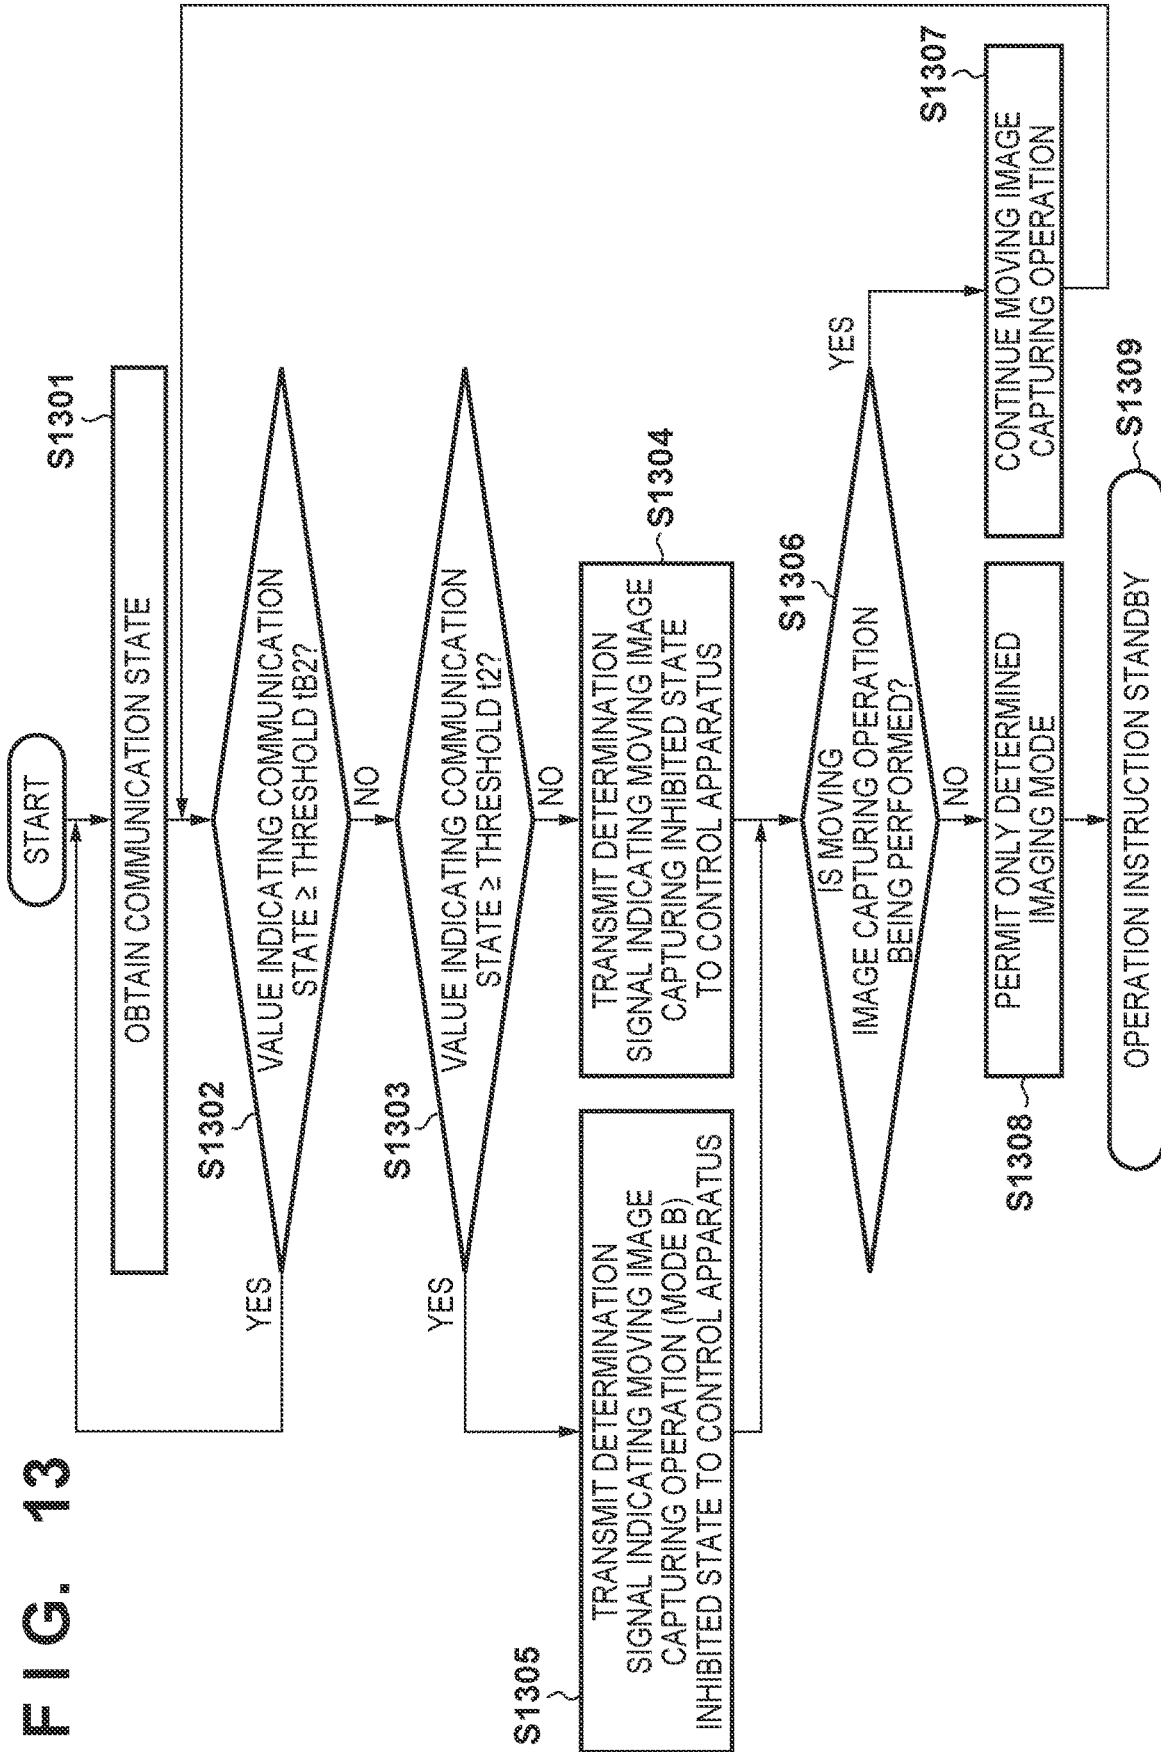 FIG. 13
START
S1301
OBTAIN COMMUNICATION STATE
S1302
VALUE INDICATING COMMUNICATION
STATE ≥ THRESHOLD tB2?
YES
NO
S1303
VALUE INDICATING COMMUNICATION
STATE ≥ THRESHOLD t2?
YES
NO
S1305
TRANSMIT DETERMINATION
SIGNAL INDICATING MOVING IMAGE
CAPTURING OPERATION (MODE B)
INHIBITED STATE TO CONTROL APPARATUS
S1304
TRANSMIT DETERMINATION
SIGNAL INDICATING MOVING IMAGE
CAPTURING INHIBITED STATE
TO CONTROL APPARATUS
S1306
IS MOVING
IMAGE CAPTURING OPERATION
BEING PERFORMED?
YES
NO
S1308
PERMIT ONLY DETERMINED
IMAGING MODE
S1307
CONTINUE MOVING IMAGE
CAPTURING OPERATION
S1309
OPERATION INSTRUCTION STANDBY